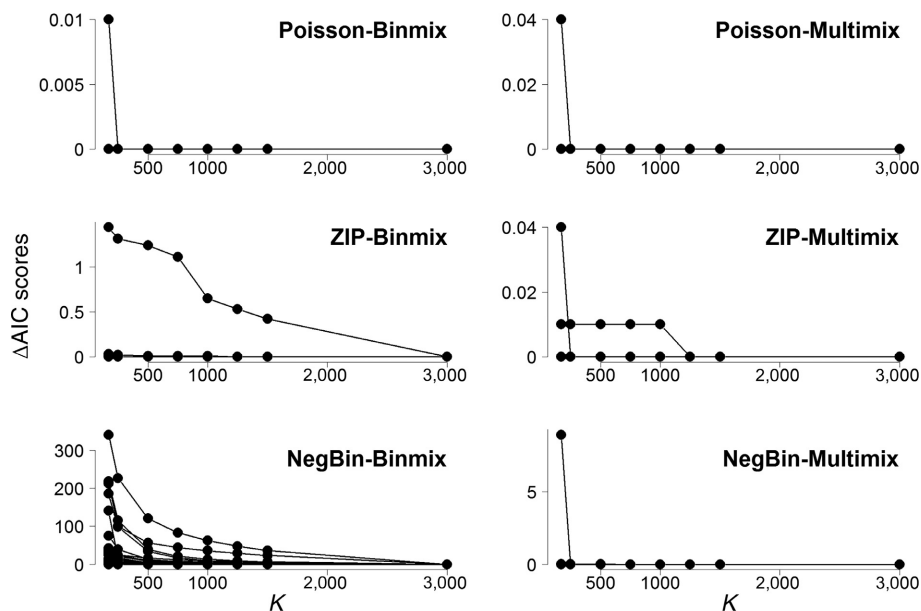 Poisson-Binmix
0.01
0.005
0
500 1000 2,000 3,000
Poisson-Multimix
0.04
0.02
0
500 1000 2,000 3,000
ΔAIC scores
ZIP-Binmix
1
0.5
0
500 1000 2,000 3,000
ZIP-Multimix
0.04
0.02
0
500 1000 2,000 3,000
NegBin-Binmix
300
200
100
0
500 1000 2,000 3,000
K
NegBin-Multimix
5
0
500 1000 2,000 3,000
K